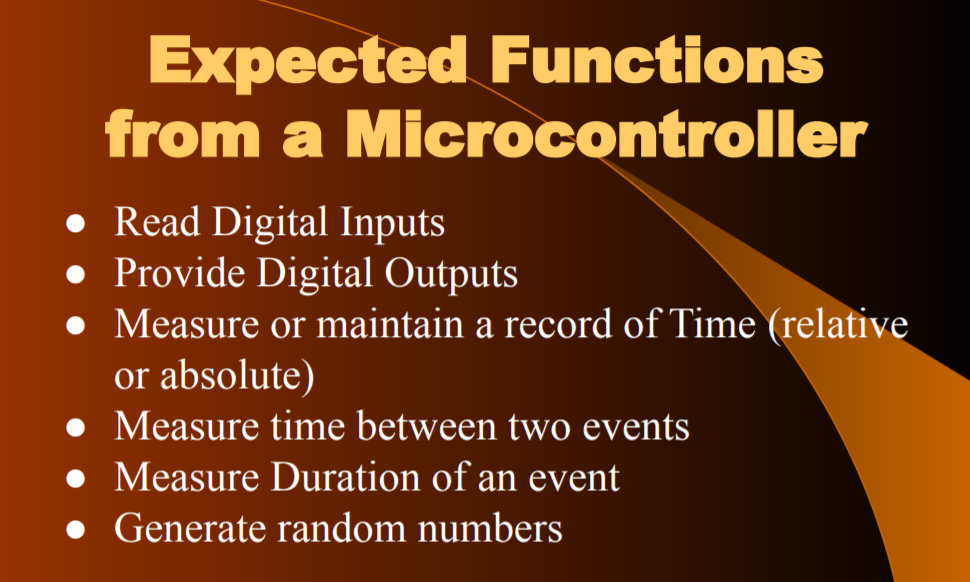 Expected Functions
from a Microcontroller
● Read Digital Inputs
● Provide Digital Outputs
● Measure or maintain a record of Time (relative
or absolute)
● Measure time between two events
● Measure Duration of an event
● Generate random numbers